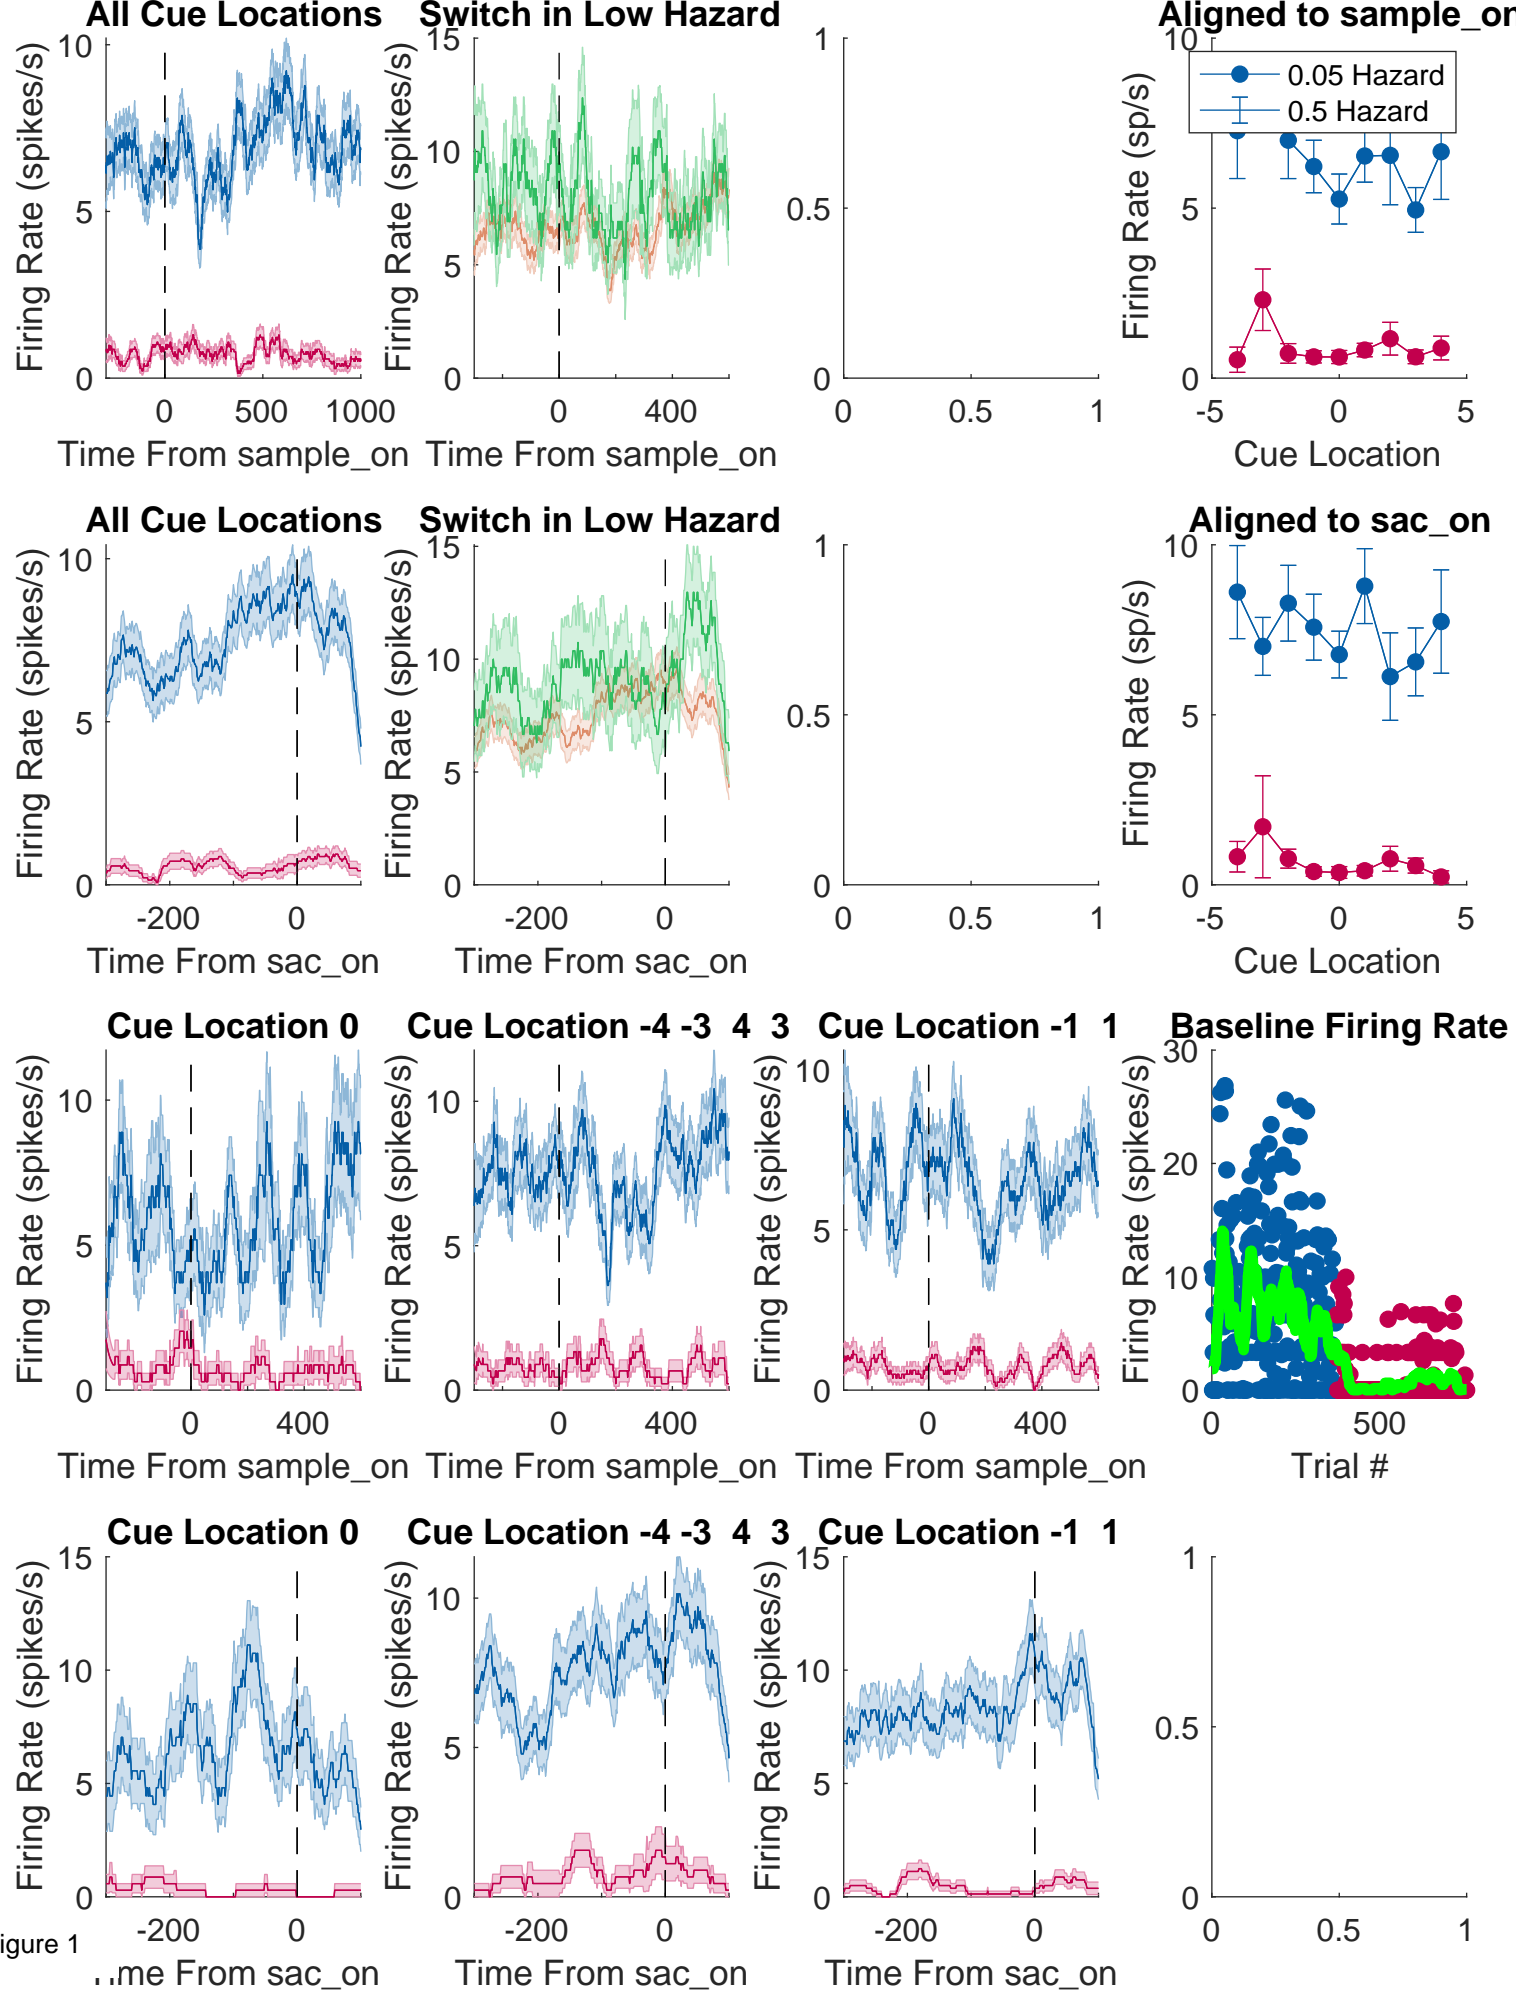 All Cue Locations Switch in Low Hazard Aligned to sample_on
10 15 1 10
0.05 Hazard
0.5 Hazard
10
5 0.5 5
5
0 0 0 0
0 500 1000 0 400 0 0.5 1 -5 0 5
Firing Rate (spikes/s) Firing Rate (spikes/s) Firing Rate (sp/s)
Time From sample_on Time From sample_on Cue Location
All Cue Locations Switch in Low Hazard Aligned to sac_on
10 15 1 10
10
5 0.5 5
5
0 0 0 0
-200 0 -200 0 0 0.5 1 -5 0 5
Firing Rate (spikes/s) Firing Rate (spikes/s) Firing Rate (sp/s)
Time From sac_on Time From sac_on Cue Location
Cue Location 0 Cue Location -4 -3 4 3 Cue Location -1 1 Baseline Firing Rate
10 10 10 30
20
5 5 5 10
0 0 0 0
0 400 0 400 0 400 0 500
Firing Rate (spikes/s) Firing Rate (spikes/s) Firing Rate (spikes/s) Firing Rate (spikes/s)
Time From sample_on Time From sample_on Time From sample_on Trial #
Cue Location 0 Cue Location -4 -3 4 3 Cue Location -1 1
15 10 15 1
10 10
5 5 5 0.5
0 0 0 0
-200 0 -200 0 -200 0 0 0.5 1
Firing Rate (spikes/s) Firing Rate (spikes/s) Firing Rate (spikes/s)
igure 1
Time From sac_on Time From sac_on Time From sac_on